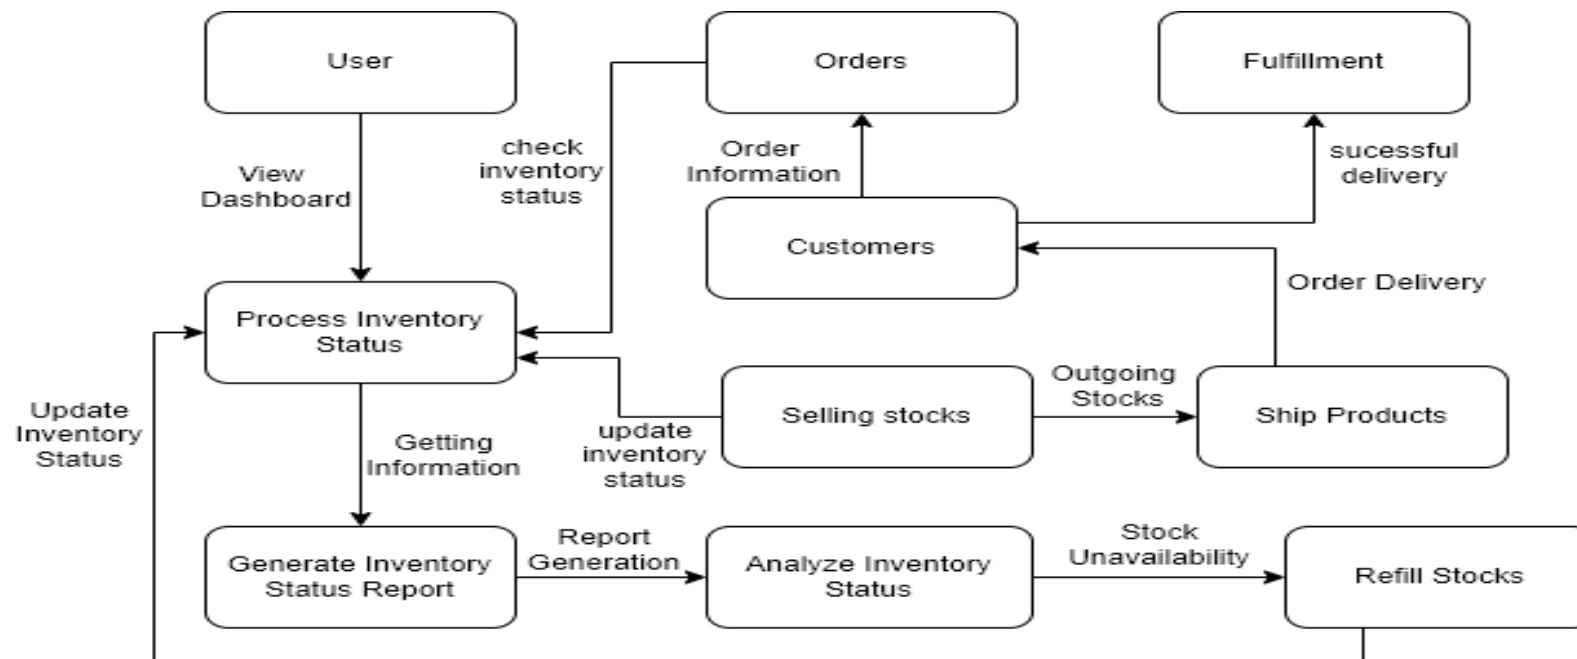 User
Orders
Fulfillment
check
inventory
status
Order
Information
sucessful
delivery
View
Dashboard
Customers
Order Delivery
Process Inventory
Status
Outgoing
Stocks
Selling stocks
Ship Products
Update
Inventory
Status
Getting
Information
update
inventory
status
Report
Generation
Stock
Unavailability
Generate Inventory
Status Report
Analyze Inventory
Status
Refill Stocks